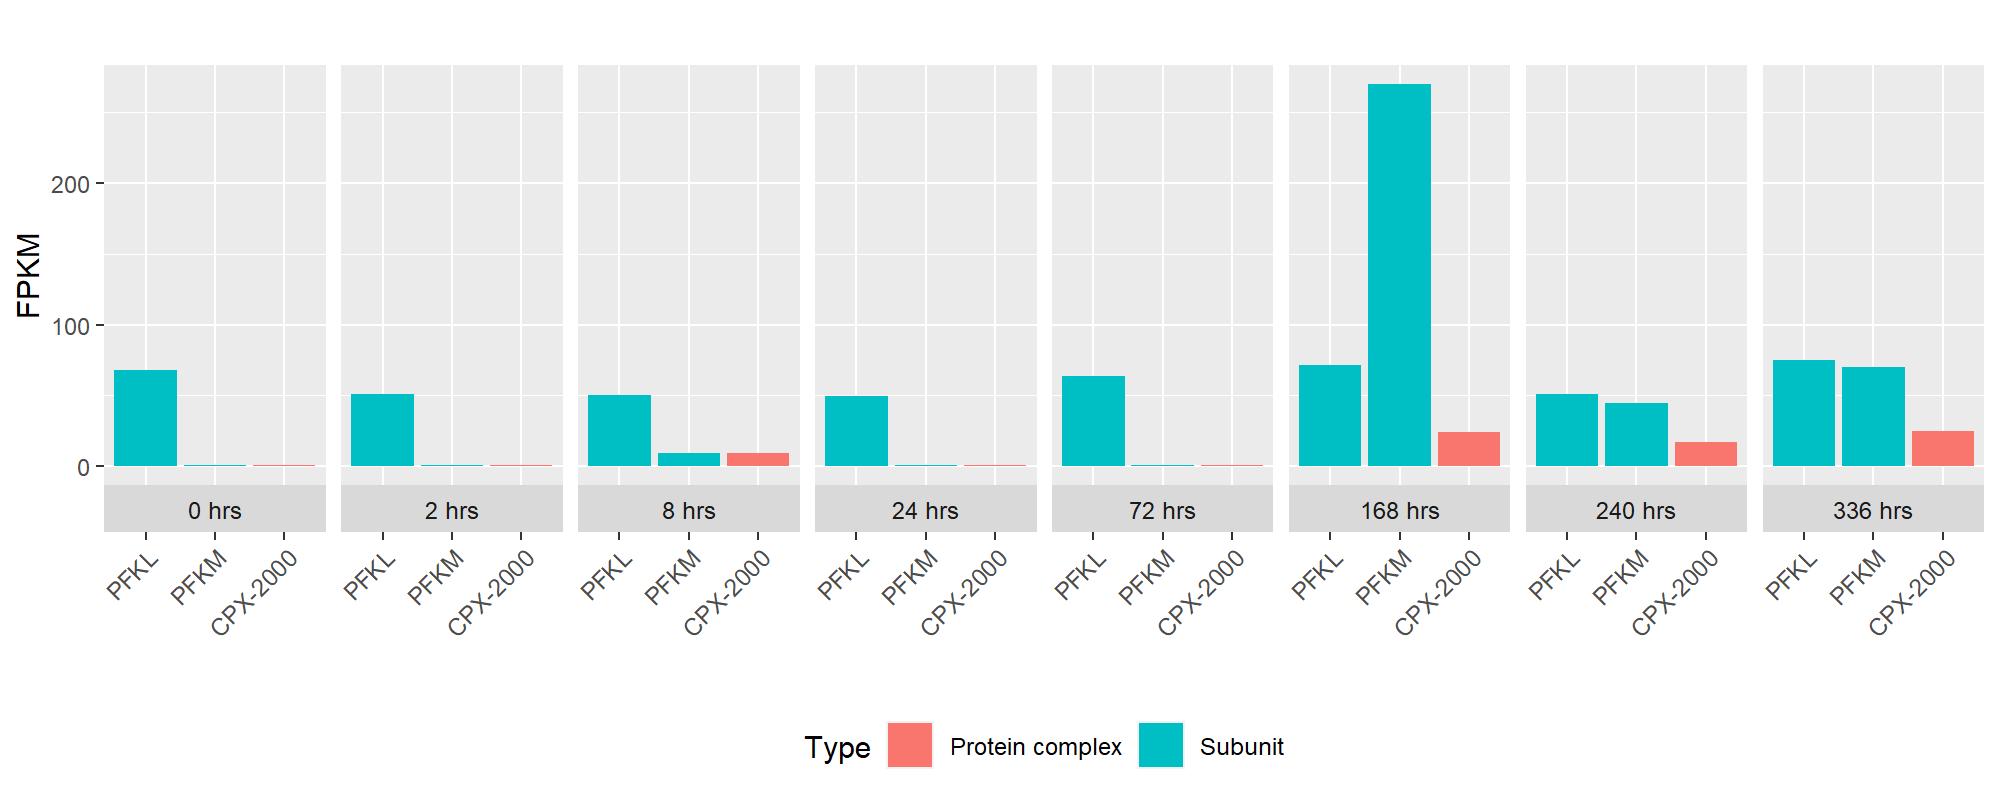 FPKM
200
100
0
0 hrs
2 hrs
8 hrs
24 hrs
72 hrs
168 hrs
240 hrs
336 hrs
PFKL
PFKM
CPX-2000
PFKL
PFKM
CPX-2000
PFKL
PFKM
CPX-2000
PFKL
PFKM
CPX-2000
PFKL
PFKM
CPX-2000
PFKL
PFKM
CPX-2000
PFKL
PFKM
CPX-2000
PFKL
PFKM
CPX-2000
Type Protein complex Subunit